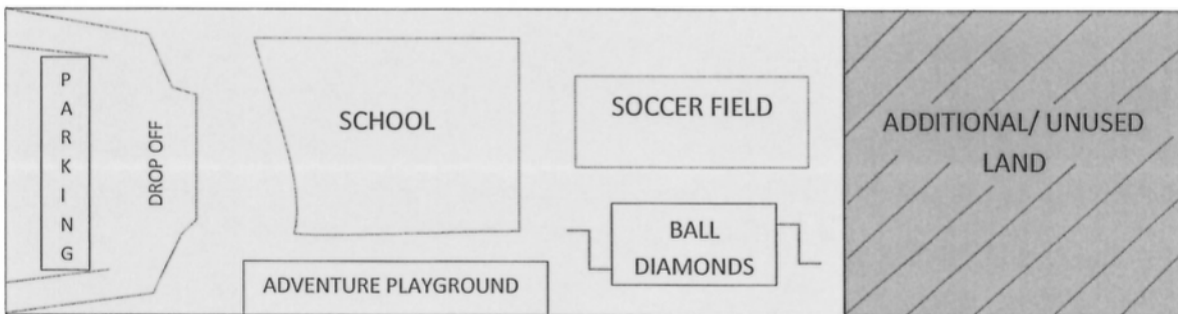 PARKING
DROP OFF
SCHOOL
SOCCER FIELD
ADDITIONAL/ UNUSED
LAND
BALL
DIAMONDS
ADVENTURE PLAYGROUND